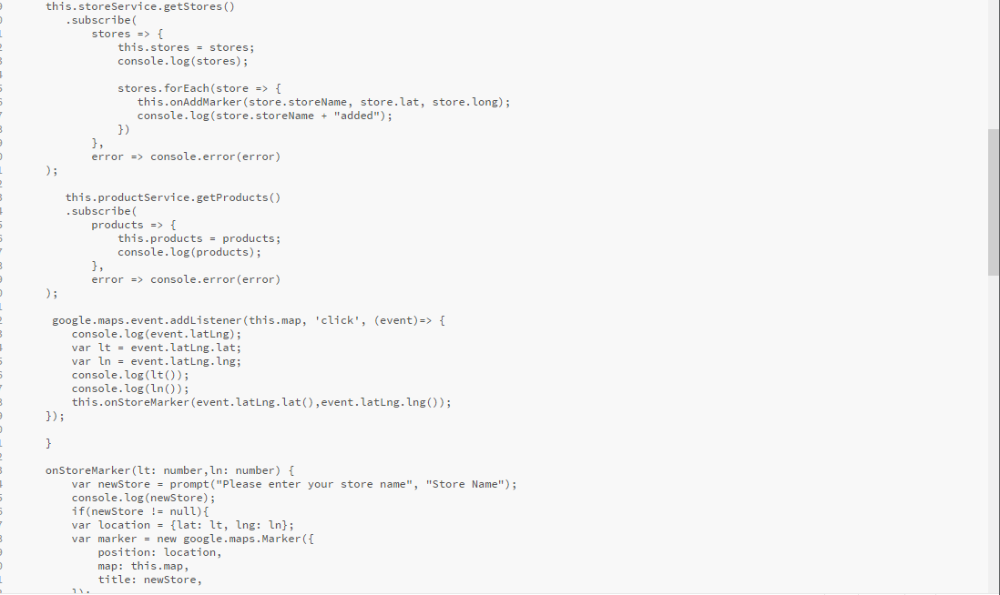 this.storeService.getStores()
.subscribe(
stores => {
this.stores = stores;
console.log(stores);
stores.forEach(store => {
this.onAddMarker(store.storeName, store.lat, store.long);
console.log(store.storeName + "added");
})
},
error => console.error(error)
);
this.productService.getProducts()
.subscribe(
products => {
this.products = products;
console.log(products);
},
error => console.error(error)
);
google.maps.event.addListener(this.map, 'click', (event)=> {
console.log(event.latLng);
var lt = event.latLng.lat;
var ln = event.latLng.lng;
console.log(lt());
console.log(ln());
this.onStoreMarker(event.latLng.lat(),event.latLng.lng());
});
}
onStoreMarker(lt: number,ln: number) {
var newStore = prompt("Please enter your store name", "Store Name");
console.log(newStore);
if(newStore != null){
var location = {lat: lt, lng: ln};
var marker = new google.maps.Marker({
position: location,
map: this.map,
title: newStore,
});